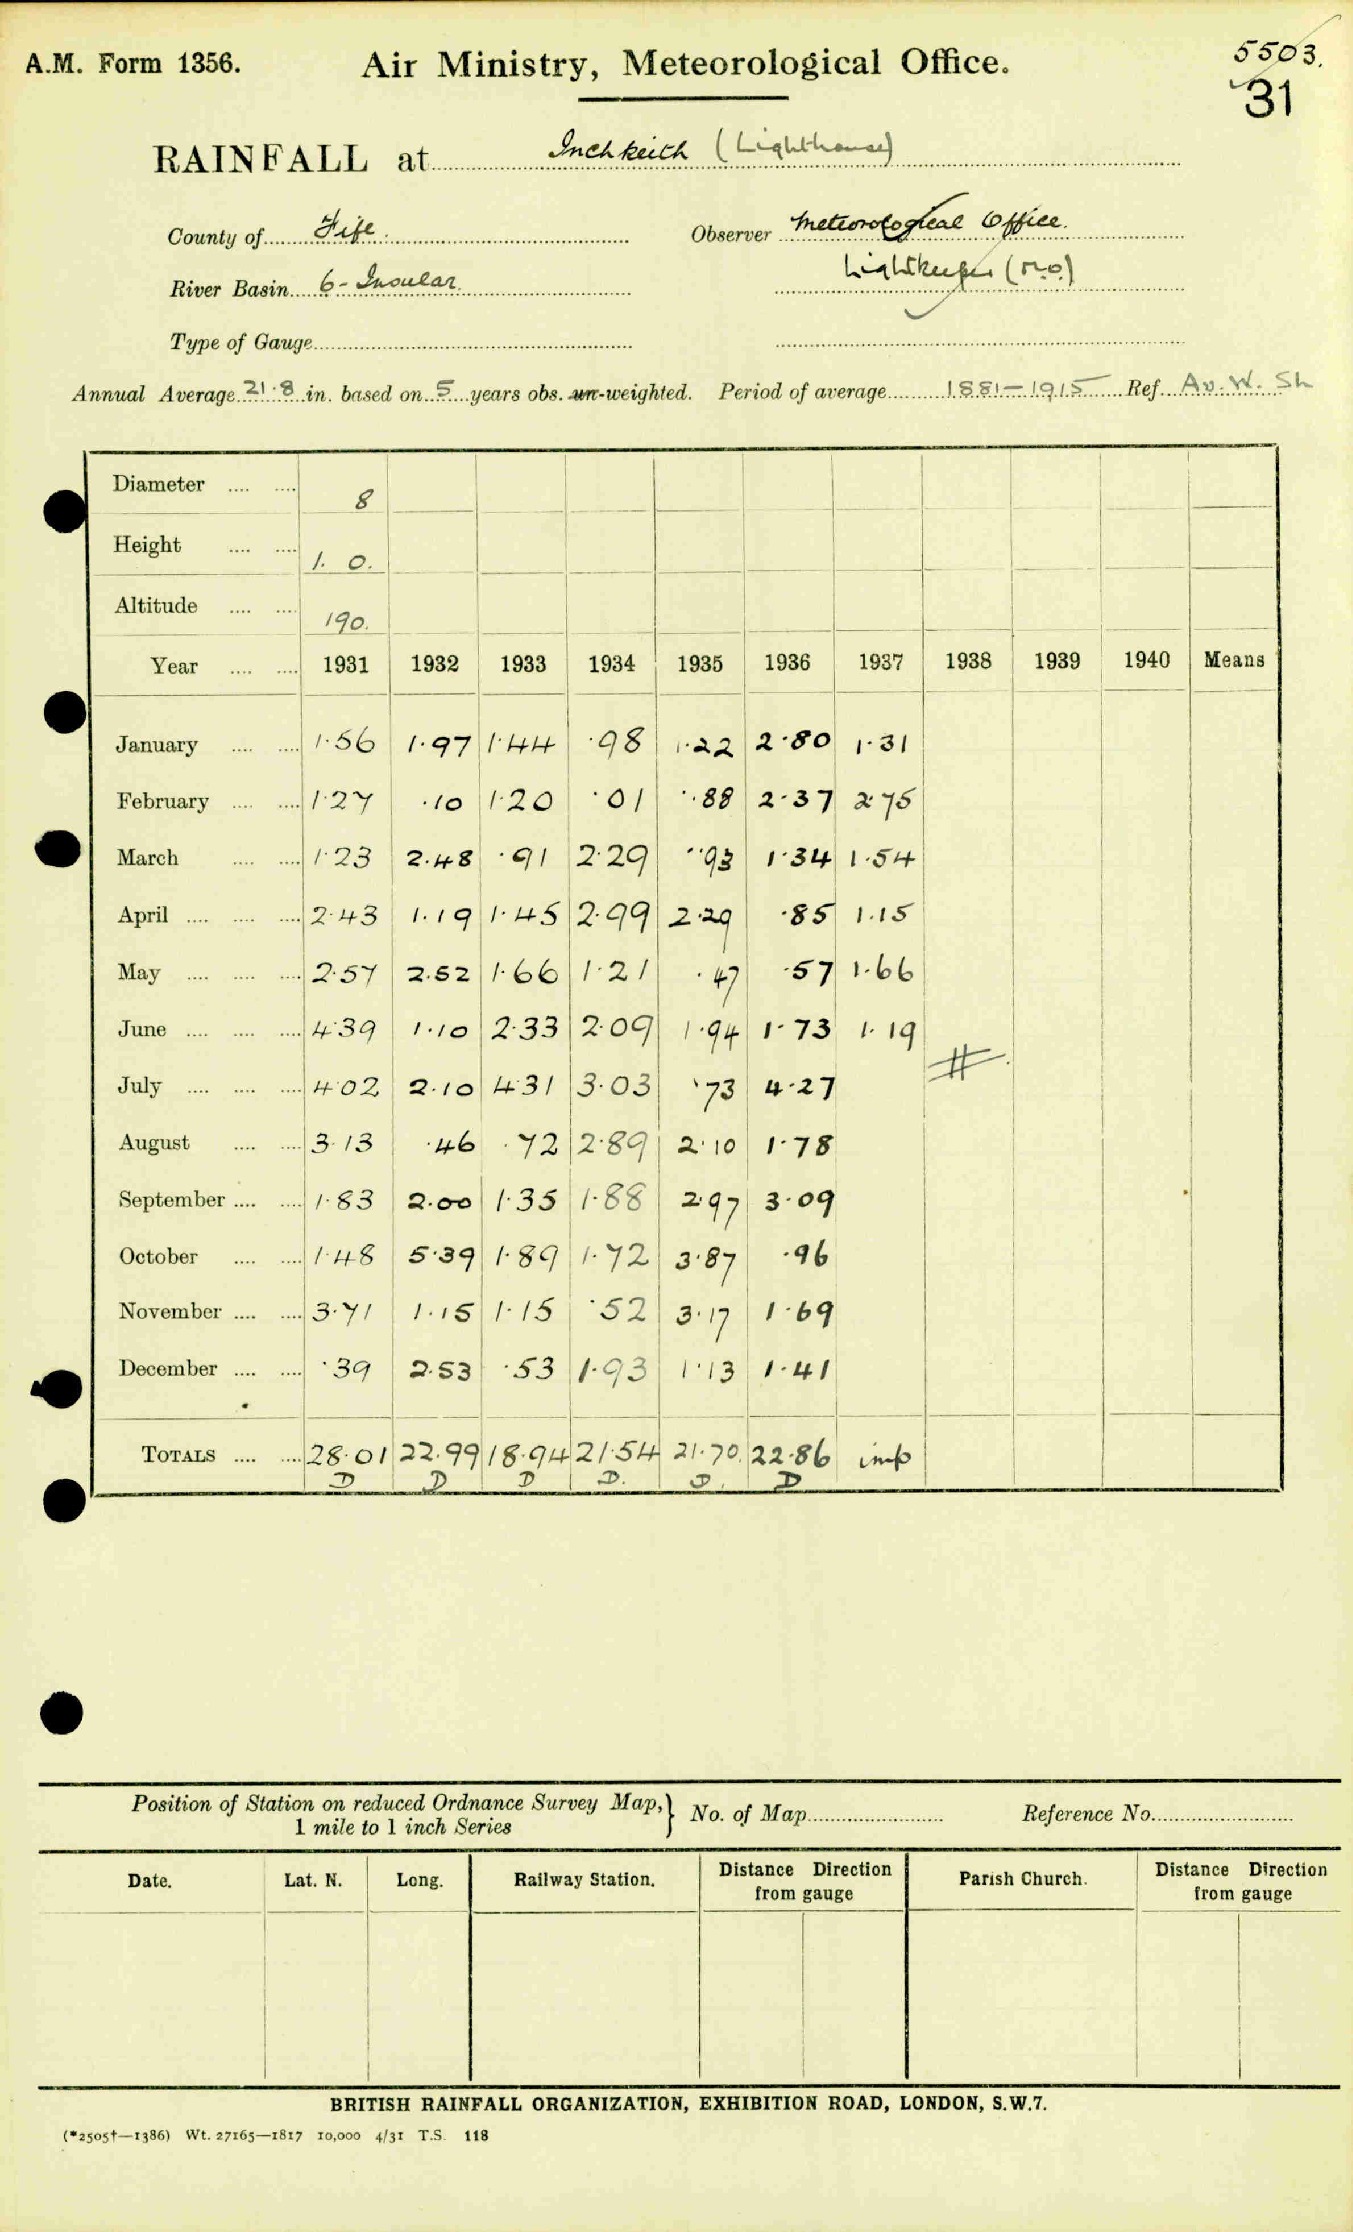 A.M. Form 1356.
Air Ministry, Meteorological Office.
5503.
31
RAINFALL at Inchkeith (Lighthouse)
County of Fife.
Observer Meteorological Office.
River Basin 6 - Insular.
Lightkeeper (M.O.)
Type of Gauge
Annual Average 21.8 in. based on 5 years obs. un-weighted. Period of average 1881-1915 Ref. Av. W. Sh
Diameter .... .... 8
Height .... .... 1. 0.
Altitude .... .... 190.
Year .... .... 1931 1932 1933 1934 1935 1936 1937 1938 1939 1940 Means
January .... .... 1.56 1.97 1.44 .98 1.22 2.80 1.31
February .... .... 1.27 .10 1.20 .01 .88 2.37 2.75
March .... .... 1.23 2.48 .91 2.29 .93 1.34 1.54
April .... .... .... 2.43 1.19 1.45 2.99 2.29 .85 1.15
May .... .... .... 2.57 2.52 1.66 1.21 .47 .57 1.66
June .... .... .... 4.39 1.10 2.33 2.09 1.94 1.73 1.19
July .... .... .... 4.02 2.10 4.31 3.03 .73 4.27
August .... .... 3.13 .46 .72 2.89 2.10 1.78
September .... .... 1.83 2.00 1.35 1.88 2.97 3.09
October .... .... 1.48 5.39 1.89 1.72 3.87 .96
November .... .... 3.71 1.15 1.15 .52 3.17 1.69
December .... .... .39 2.53 .53 1.93 1.13 1.41
TOTALS .... .... 28.01 22.99 18.94 21.54 21.70 22.86 imp
D D D D. D. D
Position of Station on reduced Ordnance Survey Map, 1 mile to 1 inch Series } No. of Map Reference No.
Date. Lat. N. Long. Railway Station. Distance Direction from gauge Parish Church. Distance Direction from gauge
BRITISH RAINFALL ORGANIZATION, EXHIBITION ROAD, LONDON, S.W.7.
(*2505†—1386) Wt. 27165—1817 10,000 4/31 T.S. 118